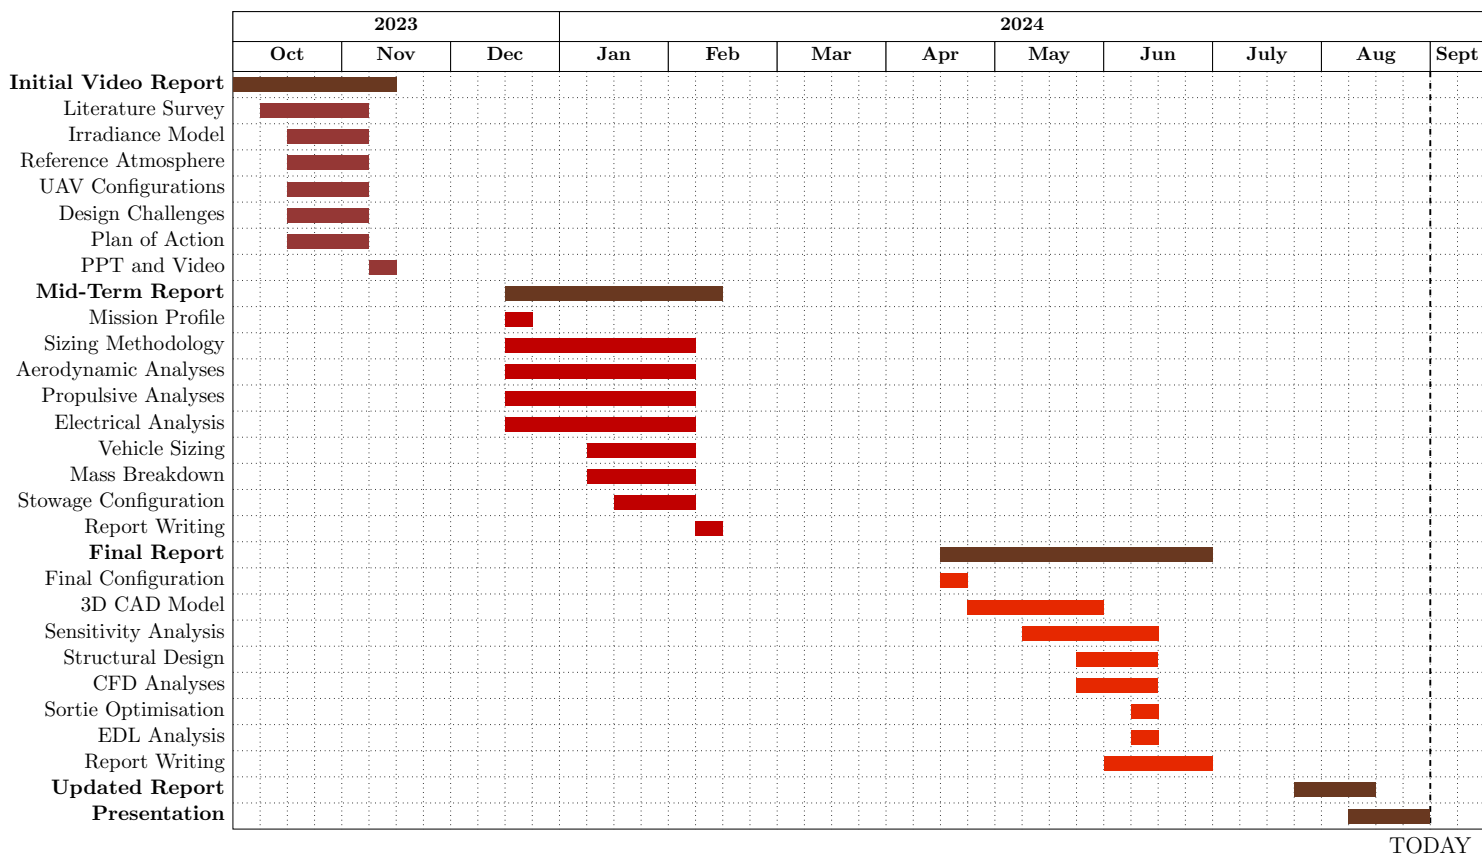 2023 2024
Oct Nov Dec Jan Feb Mar Apr May Jun July Aug Sept
Initial Video Report
Literature Survey
Irradiance Model
Reference Atmosphere
UAV Configurations
Design Challenges
Plan of Action
PPT and Video
Mid-Term Report
Mission Profile
Sizing Methodology
Aerodynamic Analyses
Propulsive Analyses
Electrical Analysis
Vehicle Sizing
Mass Breakdown
Stowage Configuration
Report Writing
Final Report
Final Configuration
3D CAD Model
Sensitivity Analysis
Structural Design
CFD Analyses
Sortie Optimisation
EDL Analysis
Report Writing
Updated Report
Presentation
TODAY